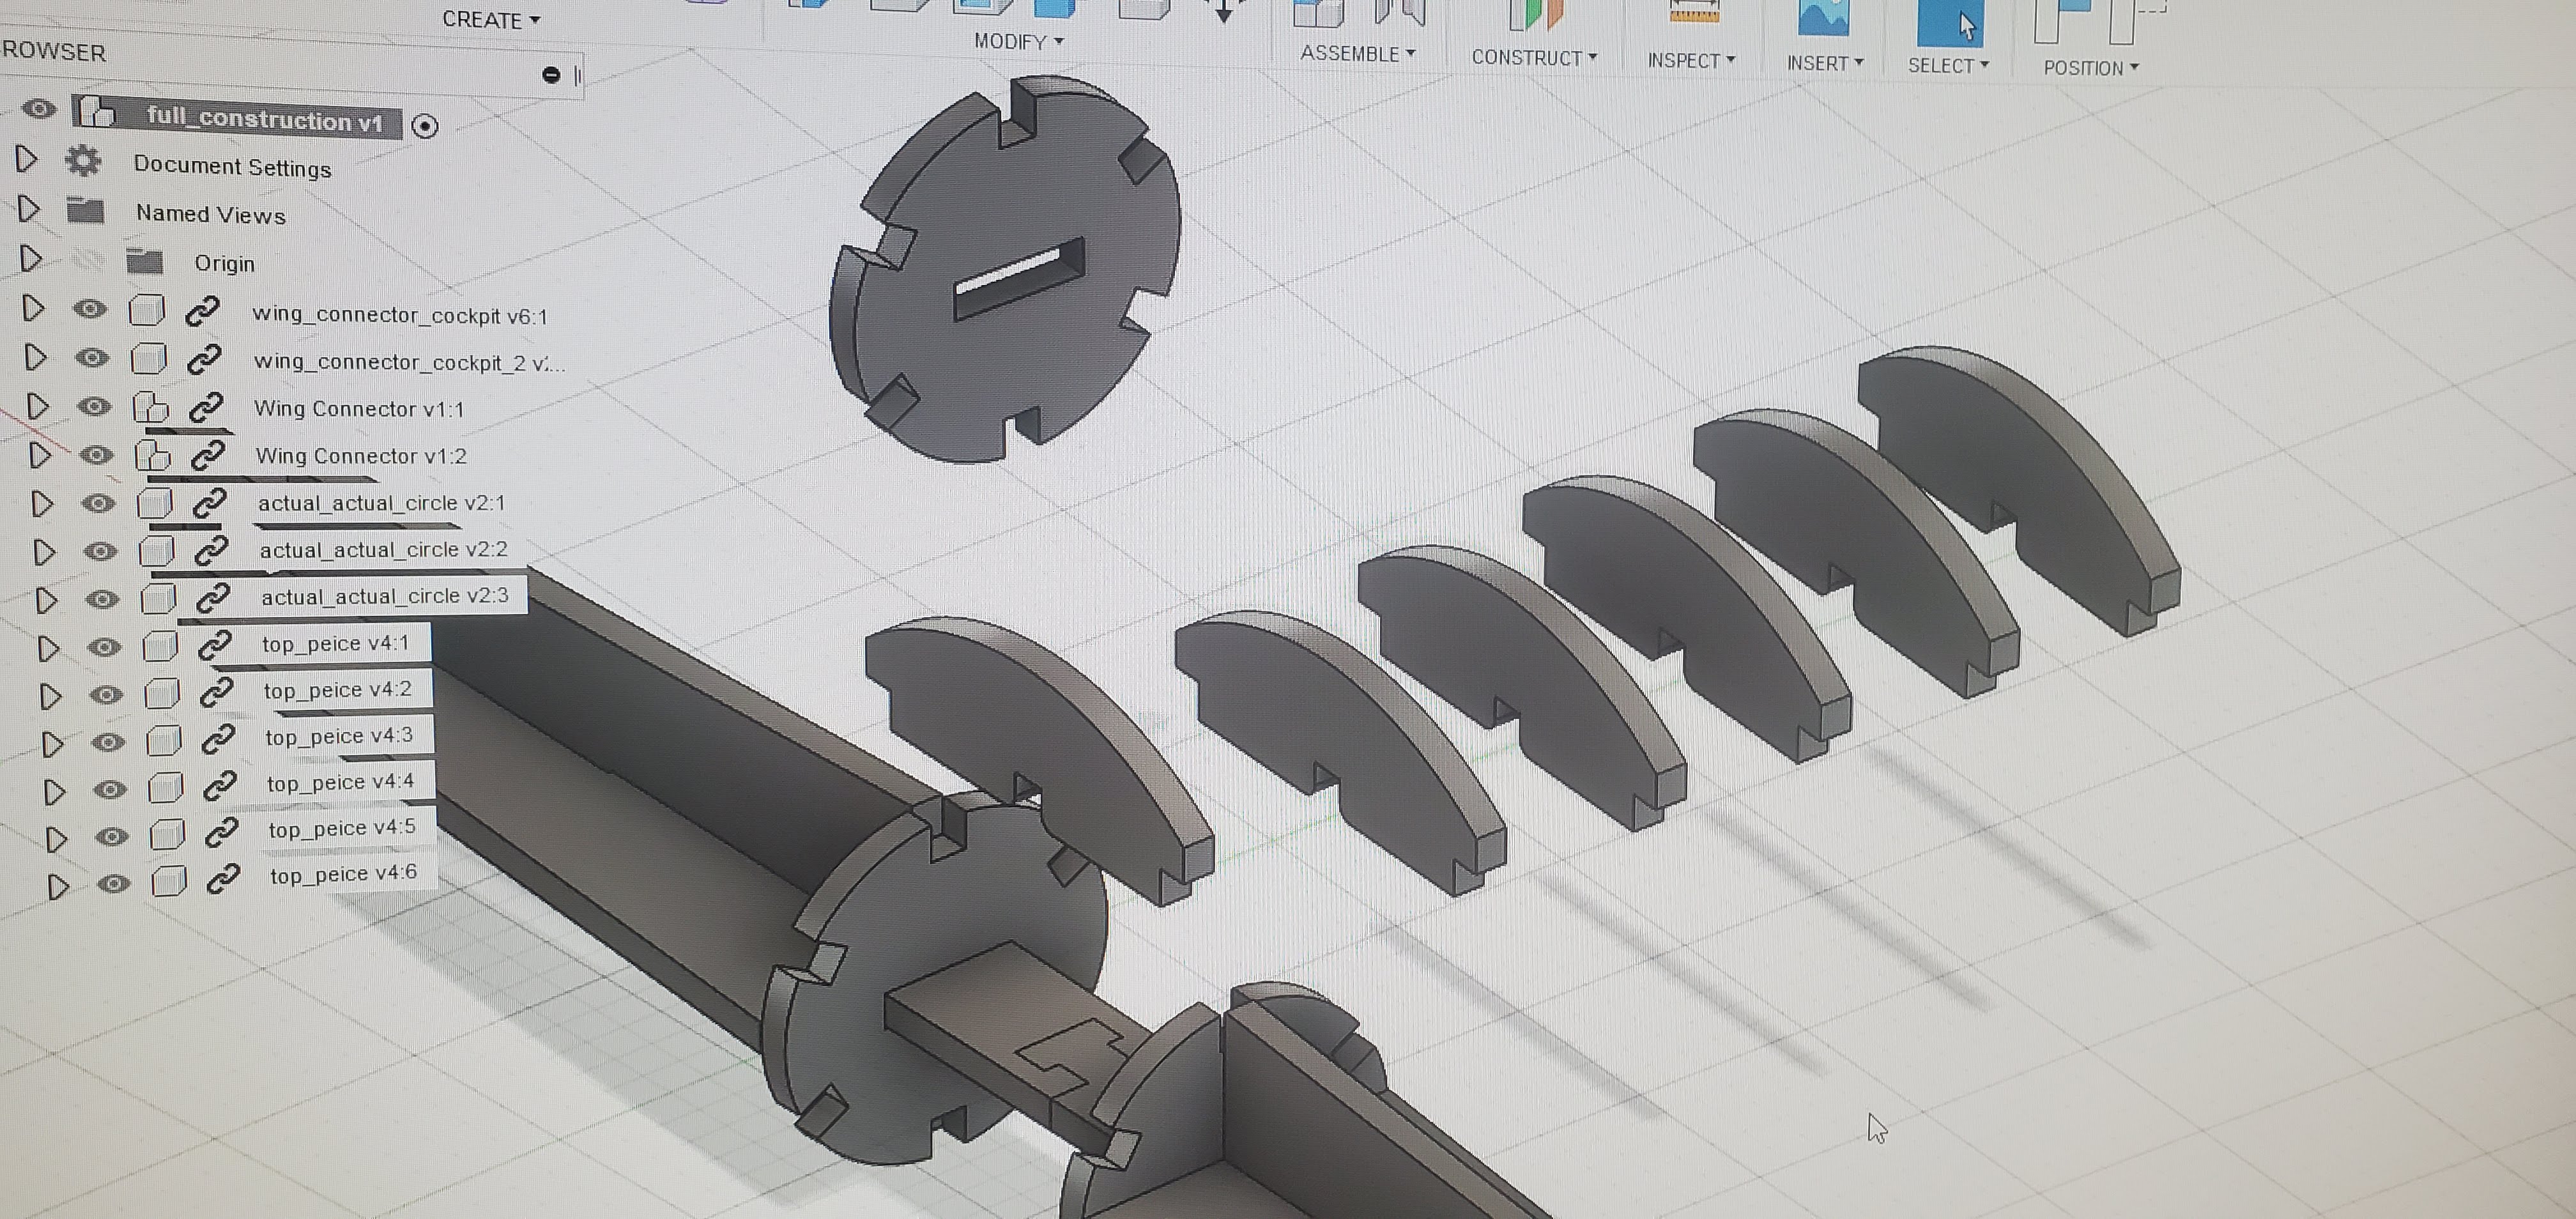 CREATE
MODIFY
ASSEMBLE
CONSTRUCT
INSPECT
INSERT
SELECT
POSITION
ROWSER
full_construction v1
Document Settings
Named Views
Origin
wing_connector_cockpit v6:1
wing_connector_cockpit_2 v:...
Wing Connector v1:1
Wing Connector v1:2
actual_actual_circle v2:1
actual_actual_circle v2:2
actual_actual_circle v2:3
top_peice v4:1
top_peice v4:2
top_peice v4:3
top_peice v4:4
top_peice v4:5
top_peice v4:6